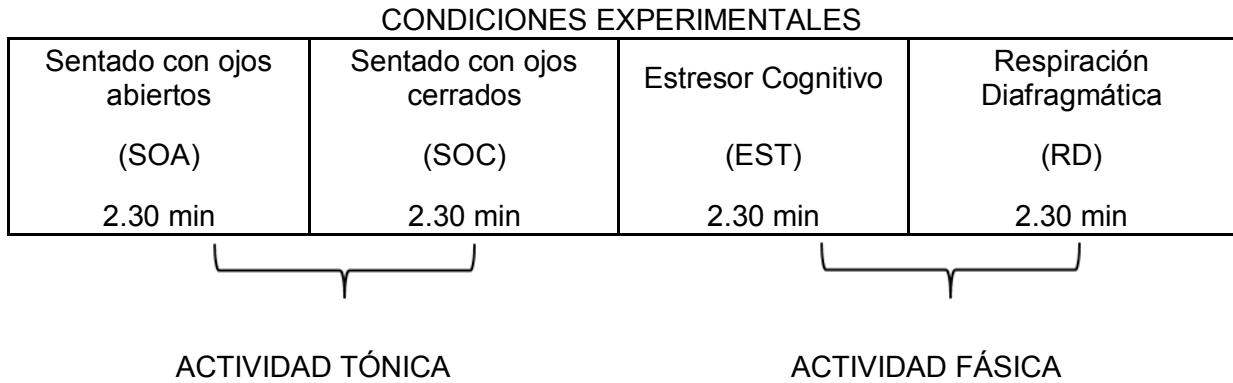 CONDICIONES EXPERIMENTALES
Sentado con ojos
abiertos
(SOA)
2.30 min
Sentado con ojos
cerrados
(SOC)
2.30 min
Estresor Cognitivo
(EST)
2.30 min
Respiración
Diafragmática
(RD)
2.30 min
ACTIVIDAD TÓNICA
ACTIVIDAD FÁSICA